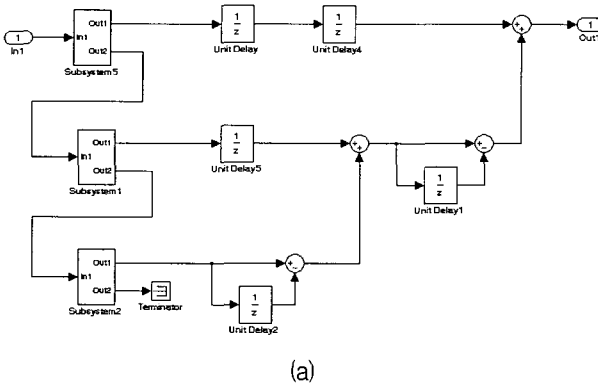 1
In1
In1
Out1
Out2
Subsystem5
1
z
Unit Delay
1
z
Unit Delay4
+
+
1
Out1
In1
Out1
Out2
Subsystem1
1
z
Unit Delay5
+
+
+
-
1
z
Unit Delay1
In1
Out1
Out2
Subsystem2
Terminator
+
-
1
z
Unit Delay2
(a)